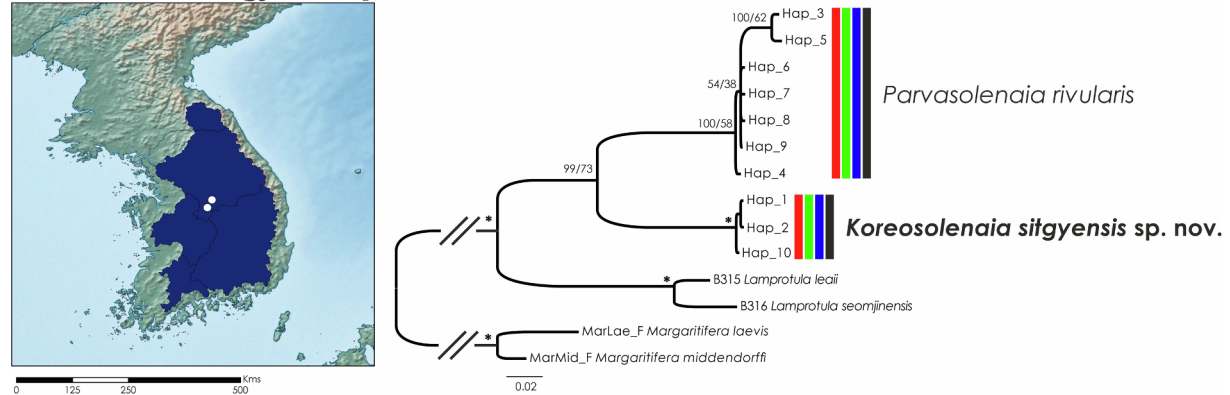 100/62
Hap_3
Hap_5
Hap_6
54/38
Hap_7
Hap_8
100/58
Hap_9
Hap_4
Parvasolenaia rivularis
99/73
Hap_1
*
Hap_2
Hap_10
Koreosolenaia sitgyensis sp. nov.
*
*
B315 Lamprotula leaii
B316 Lamprotula seomjinensis
*
MarLae_F Margaritifera laevis
MarMid_F Margaritifera middendorffi
0.02
Kms
0 125 250 500